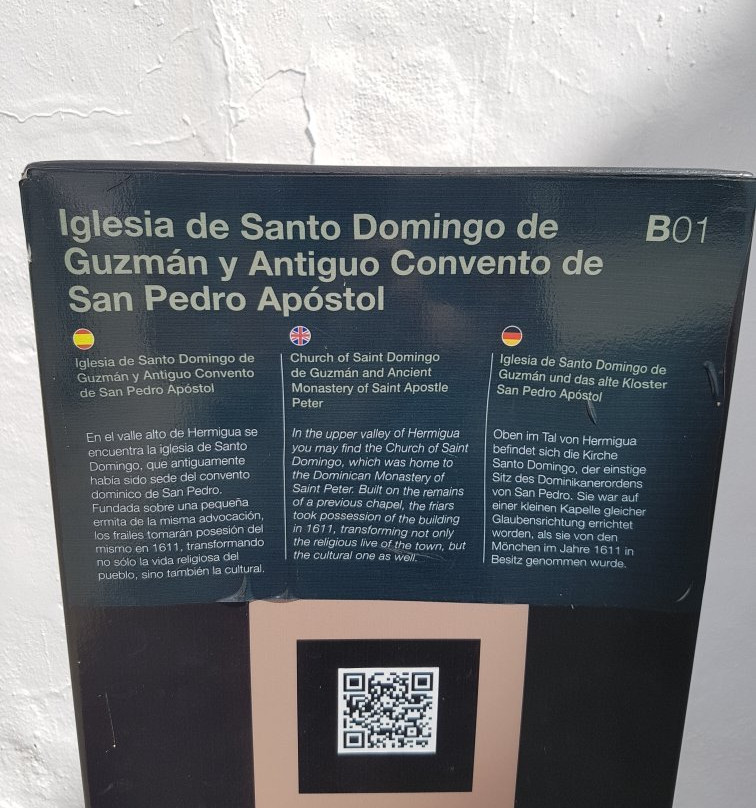 Iglesia de Santo Domingo de
Guzmán y Antiguo Convento de
San Pedro Apóstol
B01
Iglesia de Santo Domingo de
Guzmán y Antiguo Convento
de San Pedro Apóstol
En el valle alto de Hermigua se
encuentra la iglesia de Santo
Domingo, que antiguamente
había sido sede del convento
dominico de San Pedro.
Fundada sobre una pequeña
ermita de la misma advocación,
los frailes tomarán posesión del
mismo en 1611, transformando
no sólo la vida religiosa del
pueblo, sino también la cultural.
Church of Saint Domingo
de Guzman and Ancient
Monastery of Saint Apostle
Peter
In the upper valley of Hermigua
you may find the Church of Saint
Domingo, which was home to
the Dominican Monastery of
Saint Peter. Built on the remains
of a previous chapel, the friars
took possession of the building
in 1611, transforming not only
the religious live of the town, but
the cultural one as well.
Iglesia de Santo Domingo de
Guzmán und das alte Kloster
San Pedro Apóstol
Oben im Tal von Hermigua
befindet sich die Kirche
Santo Domingo, der einstige
Sitz des Dominikanerordens
von San Pedro. Sie war auf
einer kleinen Kapelle gleicher
Glaubensrichtung errichtet
worden, als sie von den
Mönchen im Jahre 1611 in
Besitz genommen wurde.